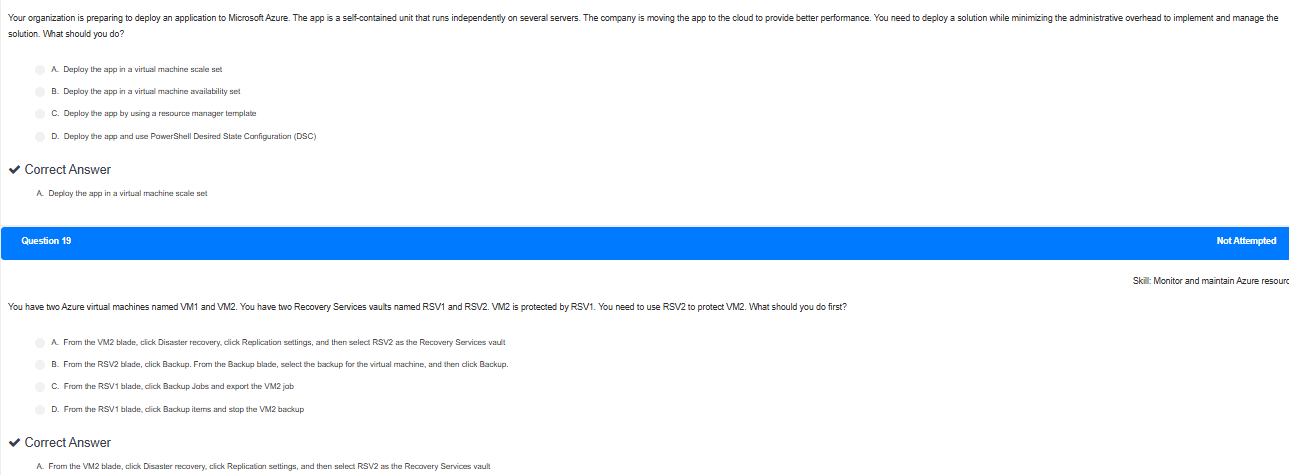 Your organization is preparing to deploy an application to Microsoft Azure. The app is a self-contained unit that runs independently on several servers. The company is moving the app to the cloud to provide better performance. You need to deploy a solution while minimizing the administrative overhead to implement and manage the
solution. What should you do?
A. Deploy the app in a virtual machine scale set
B. Deploy the app in a virtual machine availability set
C. Deploy the app by using a resource manager template
D. Deploy the app and use PowerShell Desired State Configuration (DSC)
✔ Correct Answer
A. Deploy the app in a virtual machine scale set
Question 19 Not Attempted
Skill: Monitor and maintain Azure resourc
You have two Azure virtual machines named VM1 and VM2. You have two Recovery Services vaults named RSV1 and RSV2. VM2 is protected by RSV1. You need to use RSV2 to protect VM2. What should you do first?
A. From the VM2 blade, click Disaster recovery, click Replication settings, and then select RSV2 as the Recovery Services vault
B. From the RSV2 blade, click Backup. From the Backup blade, select the backup for the virtual machine, and then click Backup.
C. From the RSV1 blade, click Backup Jobs and export the VM2 job
D. From the RSV1 blade, click Backup items and stop the VM2 backup
✔ Correct Answer
A. From the VM2 blade, click Disaster recovery, click Replication settings, and then select RSV2 as the Recovery Services vault